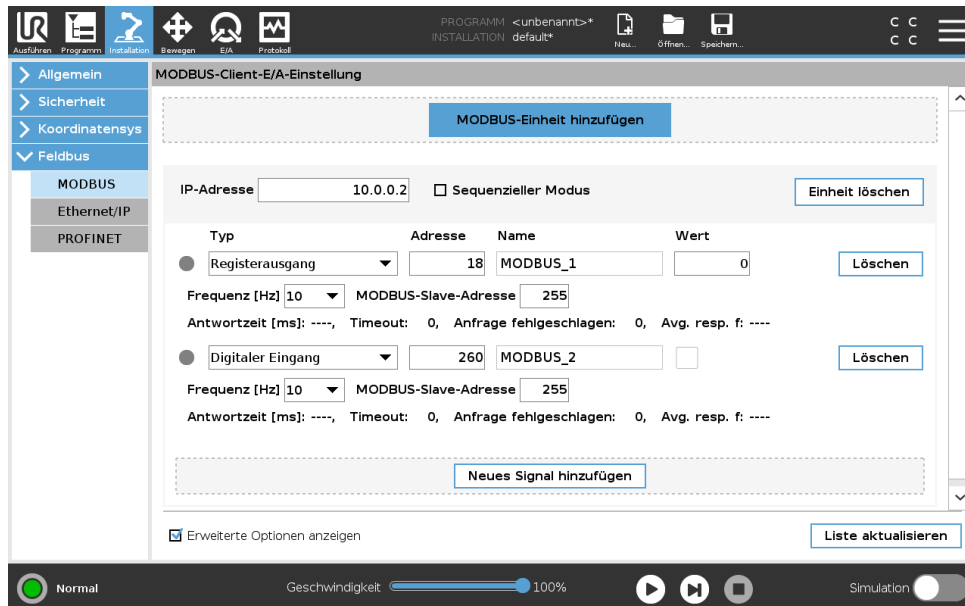 PROGRAMM <unbenannt>*
INSTALLATION default*
C C
C C
Ausführen Programm Installation Bewegen E/A Protokoll Neu... Öffnen... Speichern...
Allgemein
Sicherheit
Koordinatensys
Feldbus
MODBUS
Ethernet/IP
PROFINET
MODBUS-Client-E/A-Einstellung
MODBUS-Einheit hinzufügen
IP-Adresse 10.0.0.2 Sequenzieller Modus Einheit löschen
Typ Adresse Name Wert
Registerausgang 18 MODBUS_1 0 Löschen
Frequenz [Hz] 10 MODBUS-Slave-Adresse 255
Antwortzeit [ms]: ----, Timeout: 0, Anfrage fehlgeschlagen: 0, Avg. resp. f: ----
Digitaler Eingang 260 MODBUS_2 Löschen
Frequenz [Hz] 10 MODBUS-Slave-Adresse 255
Antwortzeit [ms]: ----, Timeout: 0, Anfrage fehlgeschlagen: 0, Avg. resp. f: ----
Neues Signal hinzufügen
Erweiterte Optionen anzeigen Liste aktualisieren
Normal Geschwindigkeit 100% Simulation